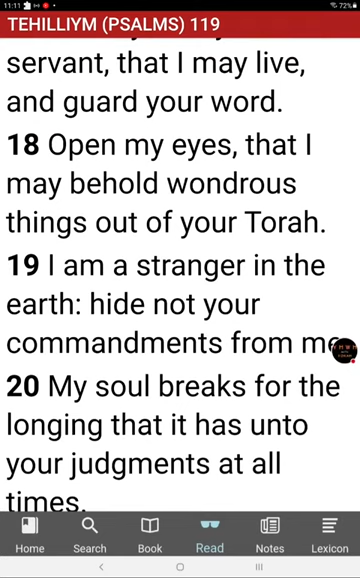 11:11
72%
TEHILLIYM (PSALMS) 119
servant, that I may live,
and guard your word.
18 Open my eyes, that I
may behold wondrous
things out of your Torah.
19 I am a stranger in the
earth: hide not your
commandments from me
20 My soul breaks for the
longing that it has unto
your judgments at all
times.
Home Search Book Read Notes Lexicon